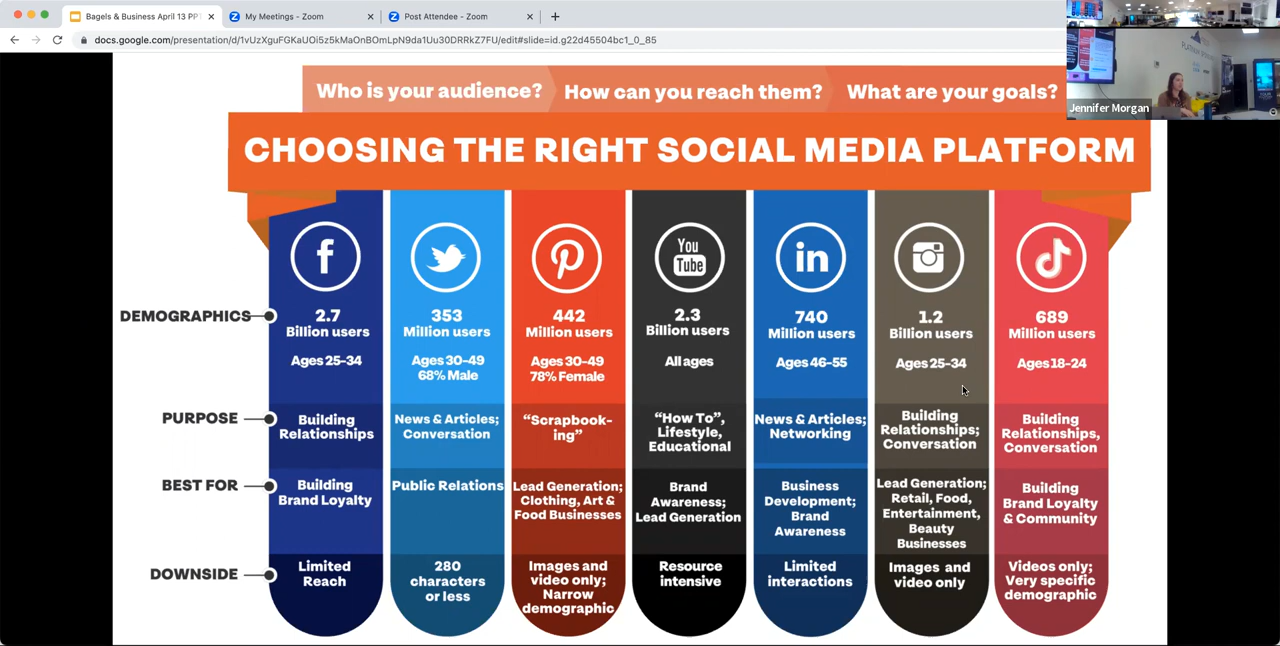 Bagels & Business April 13 PP
My Meetings - Zoom
Post Attendee - Zoom
docs.google.com/presentation/d/1vUzXguFGKaUOi5z5kMaOnBbtOpN9da1Uu30DRRkZ7FU/edit#slide=id.g22d45504bc1_0_85
Jennifer Morgan
Who is your audience? How can you reach them? What are your goals?
CHOOSING THE RIGHT SOCIAL MEDIA PLATFORM
f
You
Tube
in
DEMOGRAPHICS
2.7
Billion users
Ages 25-34
353
Million users
Ages 30-49
68% Male
442
Million users
Ages 30-49
78% Female
2.3
Billion users
All ages
740
Million users
Ages 46-55
1.2
Billion users
Ages 25-34
689
Million users
Ages 18-24
PURPOSE
Building
Relationships
News & Articles;
Conversation
“Scrapbook-
ing”
“How To”,
Lifestyle,
Educational
News & Articles;
Networking
Building
Relationships;
Conversation
Building
Relationships,
Conversation
BEST FOR
Building
Brand Loyalty
Public Relations
Lead Generation;
Clothing, Art &
Food Businesses
Brand
Awareness;
Lead Generation
Business
Development;
Brand
Awareness
Lead Generation;
Retail, Food,
Entertainment,
Beauty
Businesses
Building
Brand Loyalty
& Community
DOWNSIDE
Limited
Reach
280
characters
or less
Images and
video only;
Narrow
demographic
Resource
intensive
Limited
interactions
Images and
video only
Videos only;
Very specific
demographic